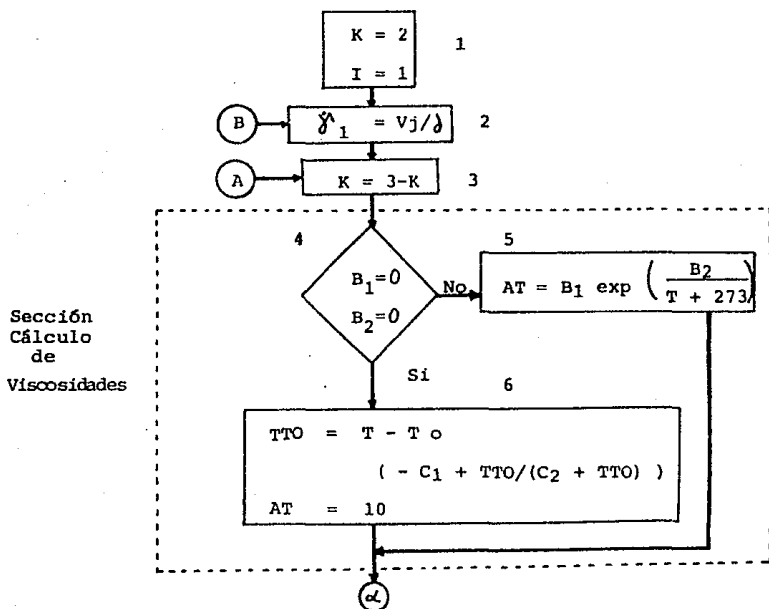 K = 2
1
I = 1
B
γ̂̇₁ = Vj/∂
2
A
K = 3-K
3
4
5
B₁=0
B₂=0
No
AT = B₁ exp ( B₂ / T + 273 )
Sección
Cálculo
de
Viscosidades
Si
6
TTO = T - To
( - C₁ + TTO/(C₂ + TTO) )
AT = 10
α